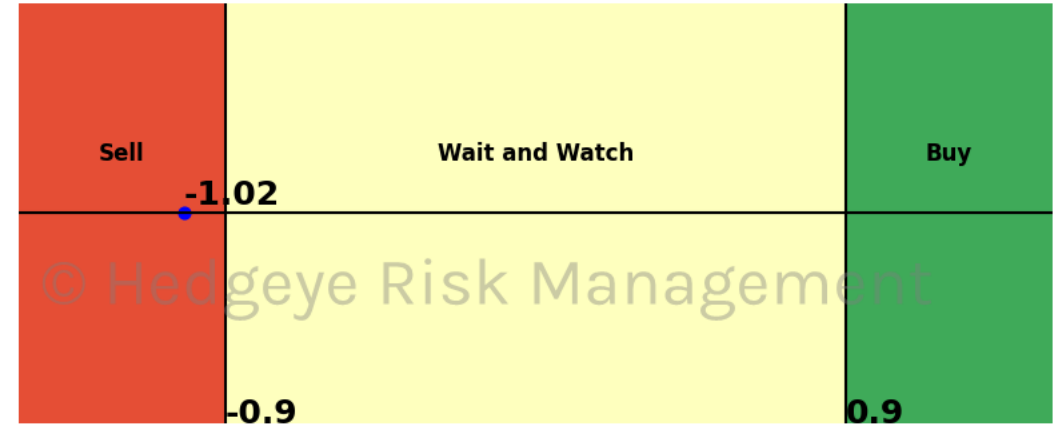 Sell
Wait and Watch
Buy
-1.02
© Hedgeye Risk Management
-0.9
0.9